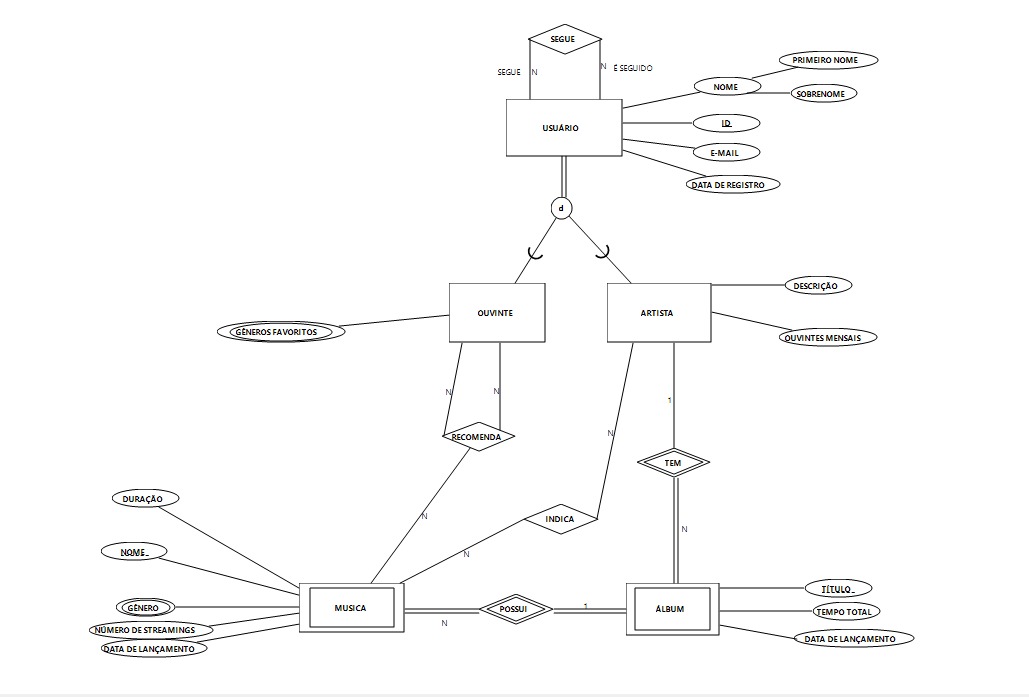 SEGUE
SEGUE
N
N
É SEGUIDO
PRIMEIRO NOME
NOME
SOBRENOME
USUÁRIO
ID
E-MAIL
DATA DE REGISTRO
d
DESCRIÇÃO
OUVINTE
ARTISTA
GÊNEROS FAVORITOS
OUVINTES MENSAIS
N
N
1
N
RECOMENDA
TEM
DURAÇÃO
N
INDICA
N
NOME
N
TÍTULO
GÊNERO
MUSICA
POSSUI
1
ÁLBUM
TEMPO TOTAL
N
NÚMERO DE STREAMINGS
DATA DE LANÇAMENTO
DATA DE LANÇAMENTO